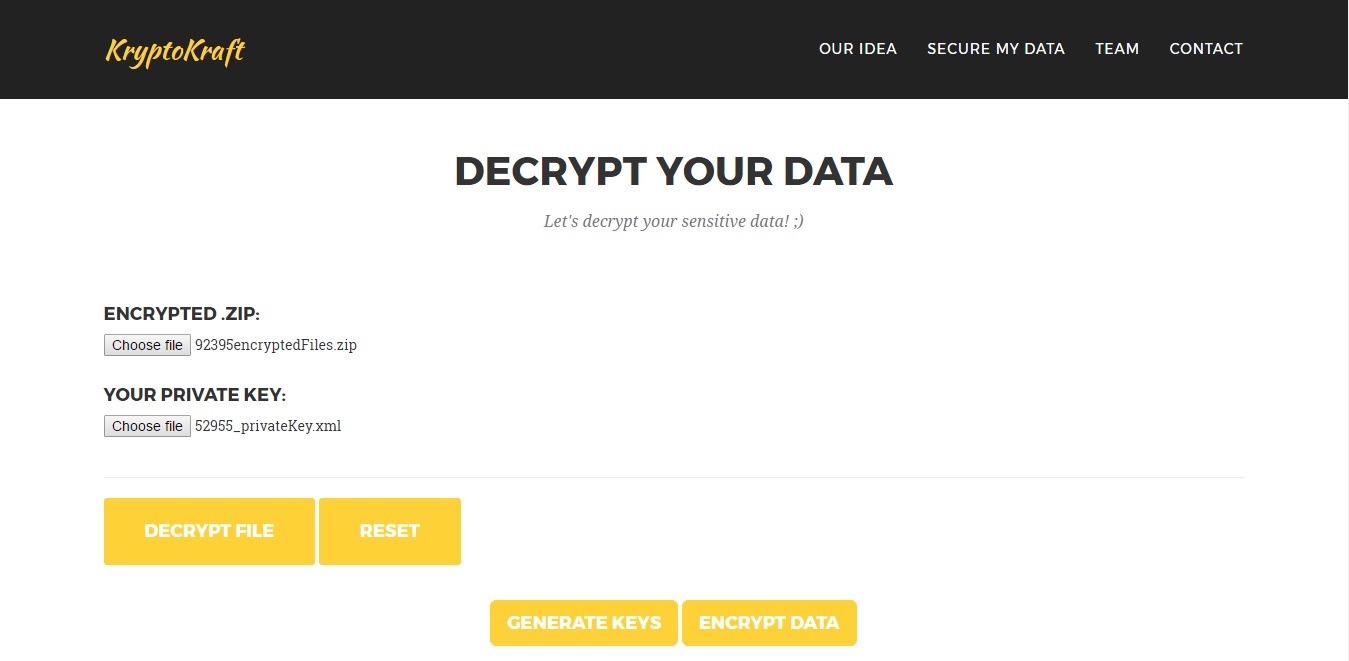 KryptoKraft OUR IDEA SECURE MY DATA TEAM CONTACT
DECRYPT YOUR DATA
Let's decrypt your sensitive data! ;)
ENCRYPTED .ZIP:
Choose file 92395encryptedFiles.zip
YOUR PRIVATE KEY:
Choose file 52955_privateKey.xml
DECRYPT FILE RESET
GENERATE KEYS ENCRYPT DATA